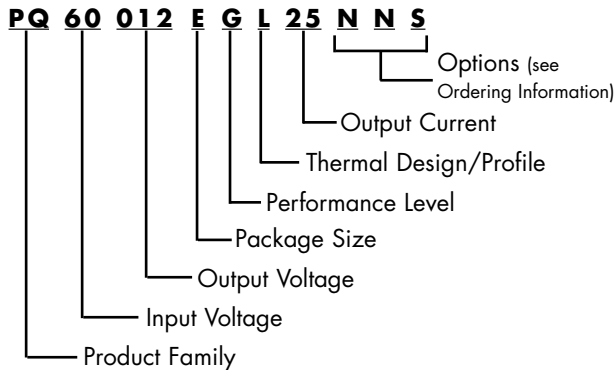 PQ 60 012 E G L 25 N N S
Options (see
Ordering Information)
Output Current
Thermal Design/Profile
Performance Level
Package Size
Output Voltage
Input Voltage
Product Family